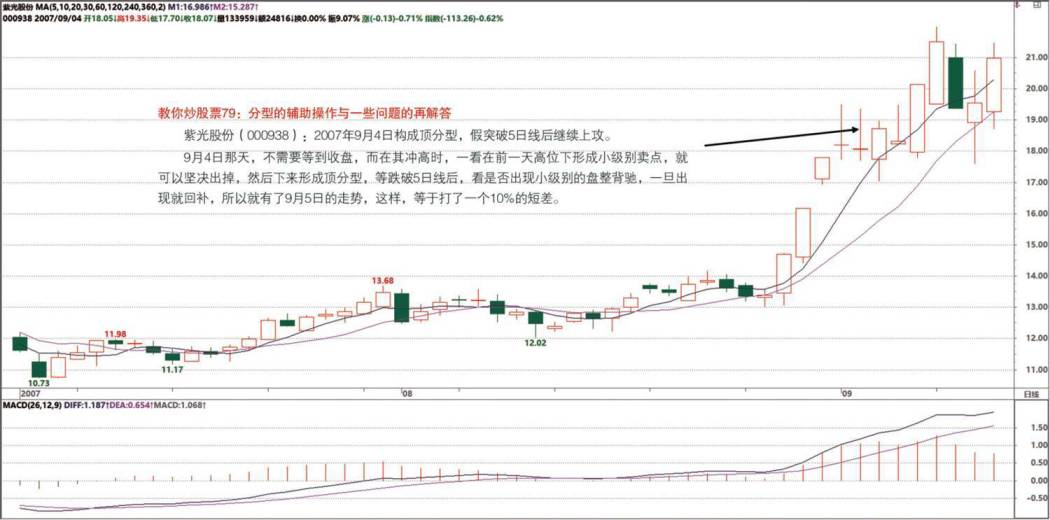 紫光股份 MA(5,10,20,30,60,120,240,360,2) M1:16.986↑M2:15.287↑
000938 2007/09/04 开18.05↓高19.35↓低17.70↓收18.07↓量133959↓额24816↓换0.00% 振9.07% 涨(-0.13)-0.71% 指数(-113.26)-0.62%
21.00
教你炒股票79：分型的辅助操作与一些问题的再解答
20.00
紫光股份（000938）：2007年9月4日构成顶分型，假突破5日线后继续上攻。
19.00
9月4日那天，不需要等到收盘，而在其冲高时，一看在前一天高位下形成小级别卖点，就
18.00
可以坚决出掉，然后下来形成顶分型，等跌破5日线后，看是否出现小级别的盘整背驰，一旦出
现就回补，所以就有了9月5日的走势，这样，等于打了一个10%的短差。
17.00
16.00
15.00
14.00
13.68
13.00
12.02
12.00
11.98
11.17
11.00
10.73
2007 08 09 日线
MACD(26,12,9) DIFF:1.187↑DEA:0.654↑MACD:1.068↑
1.50
1.00
0.50
0.00
-0.50